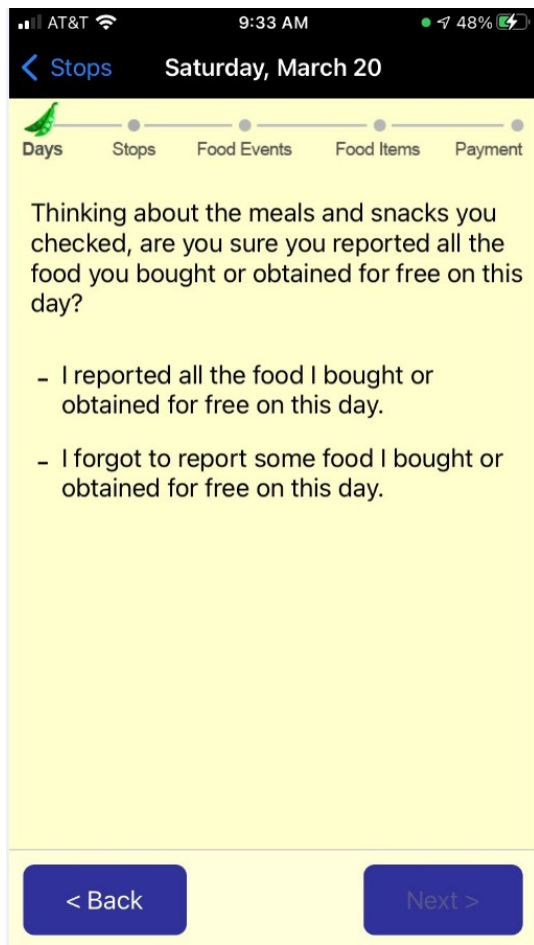 AT&T 9:33 AM 48%
Stops Saturday, March 20
Days Stops Food Events Food Items Payment
Thinking about the meals and snacks you
checked, are you sure you reported all the
food you bought or obtained for free on this
day?
- I reported all the food I bought or
obtained for free on this day.
- I forgot to report some food I bought or
obtained for free on this day.
< Back Next >